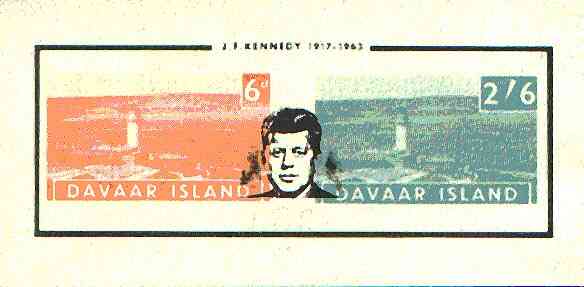 J F KENNEDY 1917-1963
6d
2/6
DAVAAR ISLAND
DAVAAR ISLAND